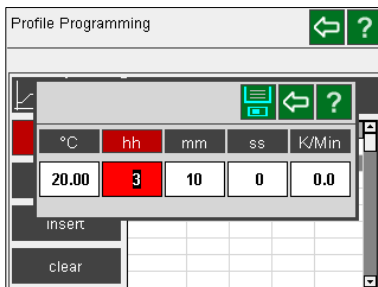 Profile Programming
?
?
°C hh mm ss K/Min
20.00 3 10 0 0.0
insert
clear